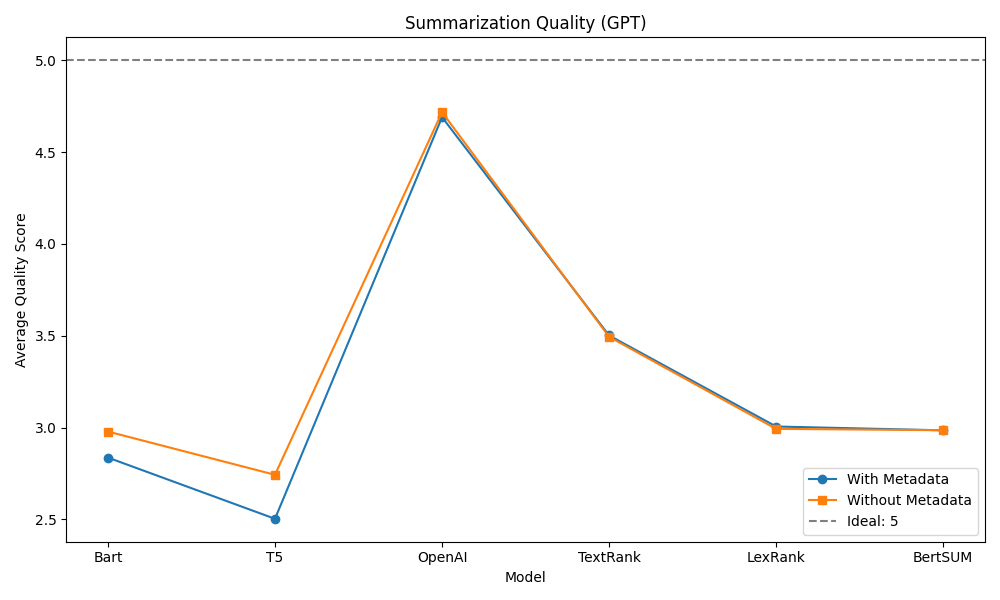 Summarization Quality (GPT)
Average Quality Score
5.0
4.5
4.0
3.5
3.0
2.5
Bart
T5
OpenAI
TextRank
LexRank
BertSUM
Model
With Metadata
Without Metadata
Ideal: 5